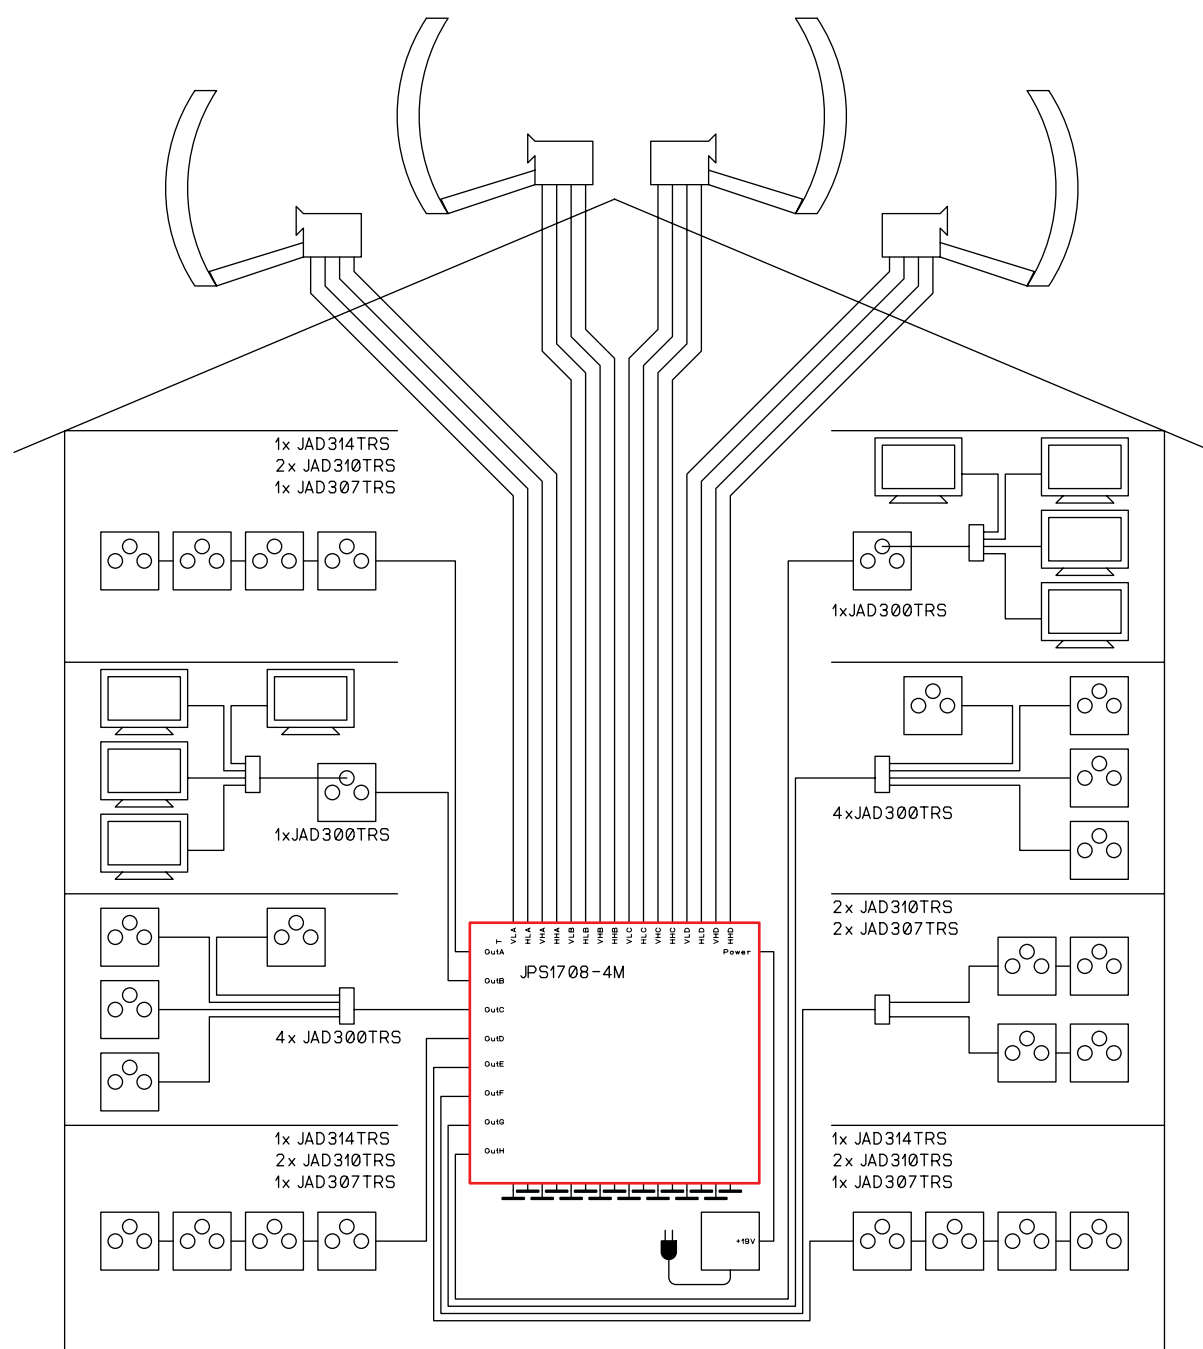 1x JAD314TRS
2x JAD310TRS
1x JAD307TRS
1xJAD300TRS
1xJAD300TRS
4xJAD300TRS
2x JAD310TRS
2x JAD307TRS
4x JAD300TRS
T VLA HLA VHA HHA VLB HLB VHB HHB VLC HLC VHC HHC VLD HLD VHD HHD
OutA
Power
JPS1708-4M
OutB
OutC
OutD
OutE
OutF
OutG
OutH
1x JAD314TRS
2x JAD310TRS
1x JAD307TRS
1x JAD314TRS
2x JAD310TRS
1x JAD307TRS
+19V